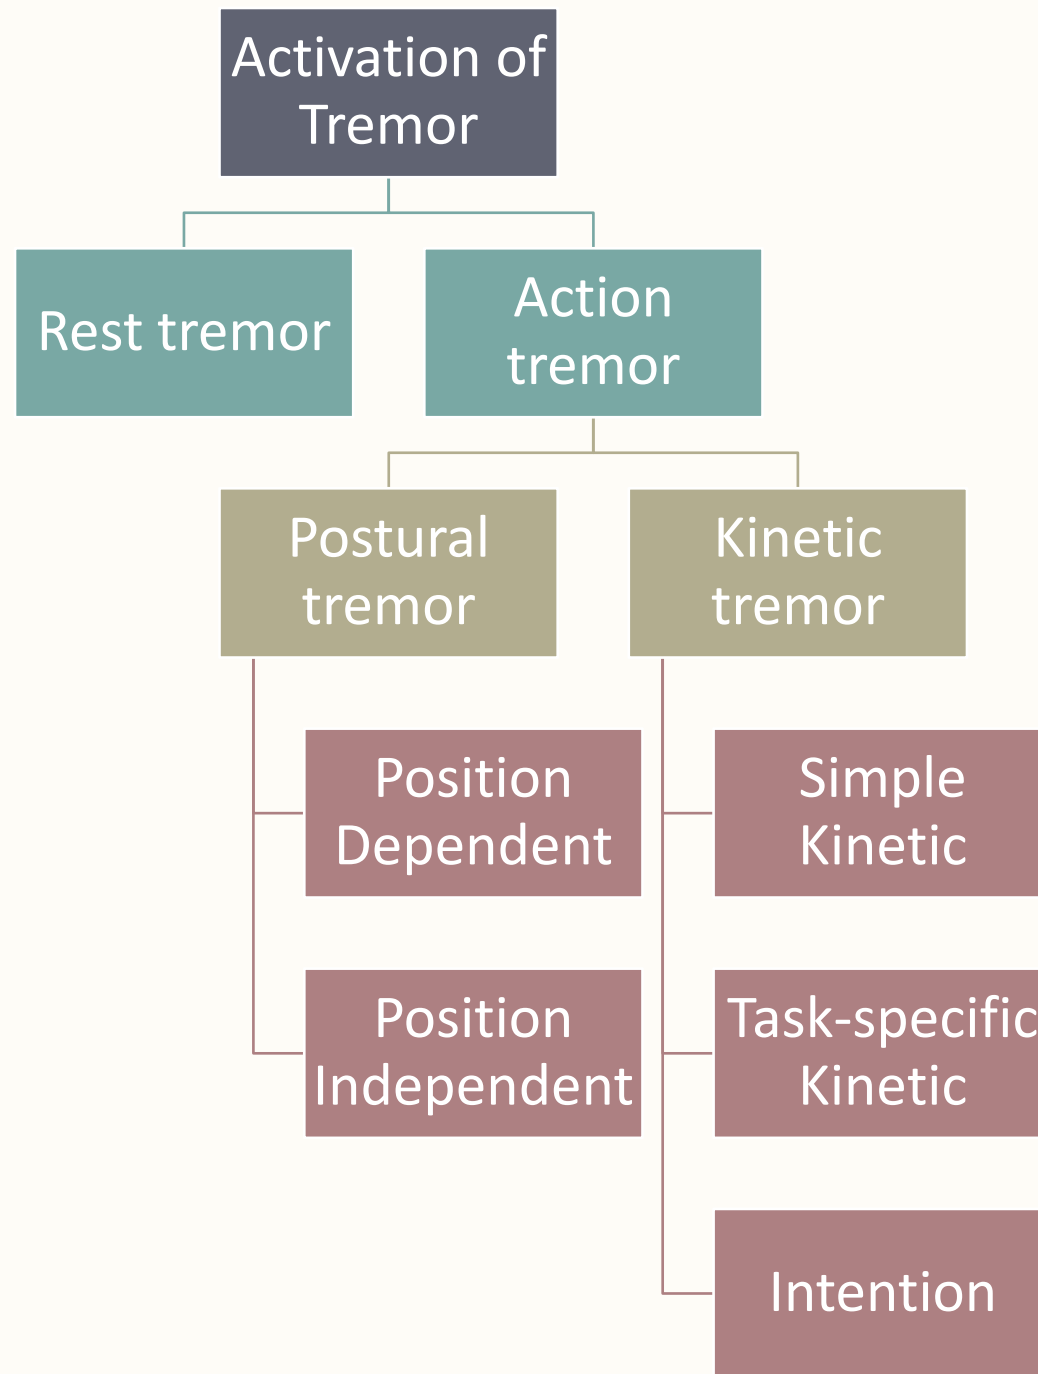 Activation of
Tremor
Rest tremor
Action
tremor
Postural
tremor
Kinetic
tremor
Position
Dependent
Position
Independent
Simple
Kinetic
Task-specific
Kinetic
Intention